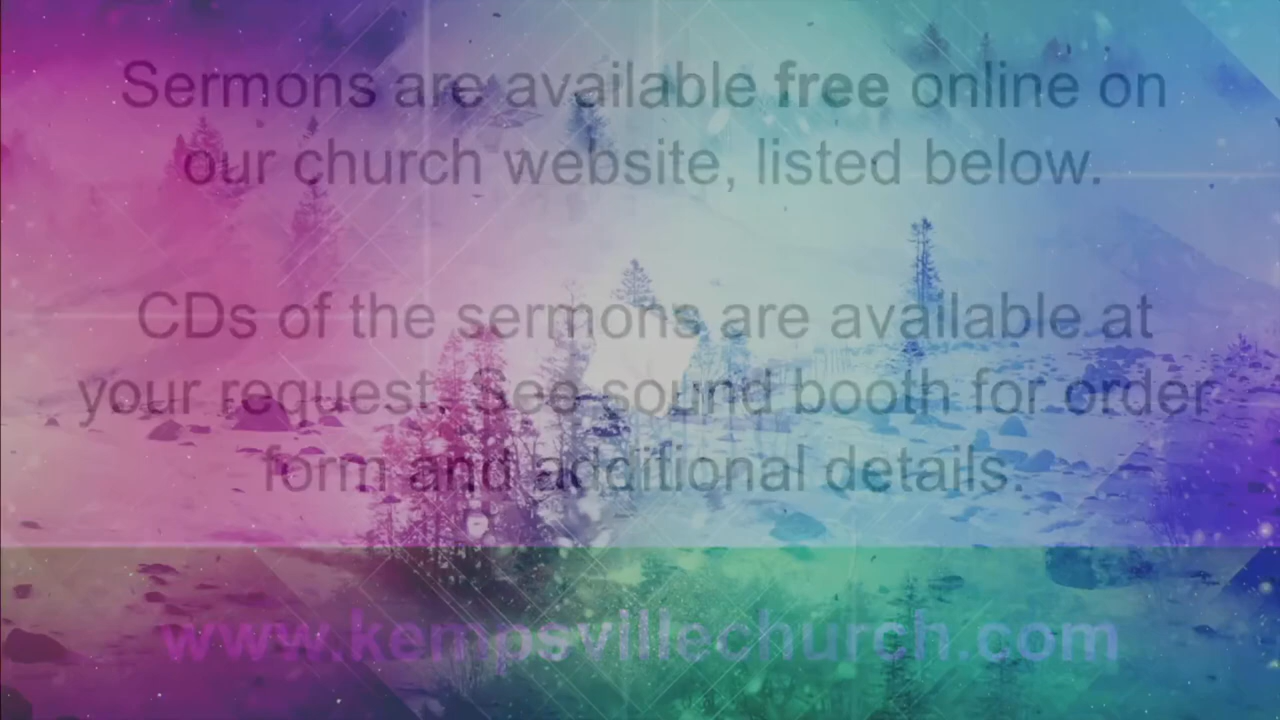 Sermons are available free online on
our church website, listed below.
CDs of the sermons are available at
your request. See sound booth for order
form and additional details.
www.kempsvillechurch.com